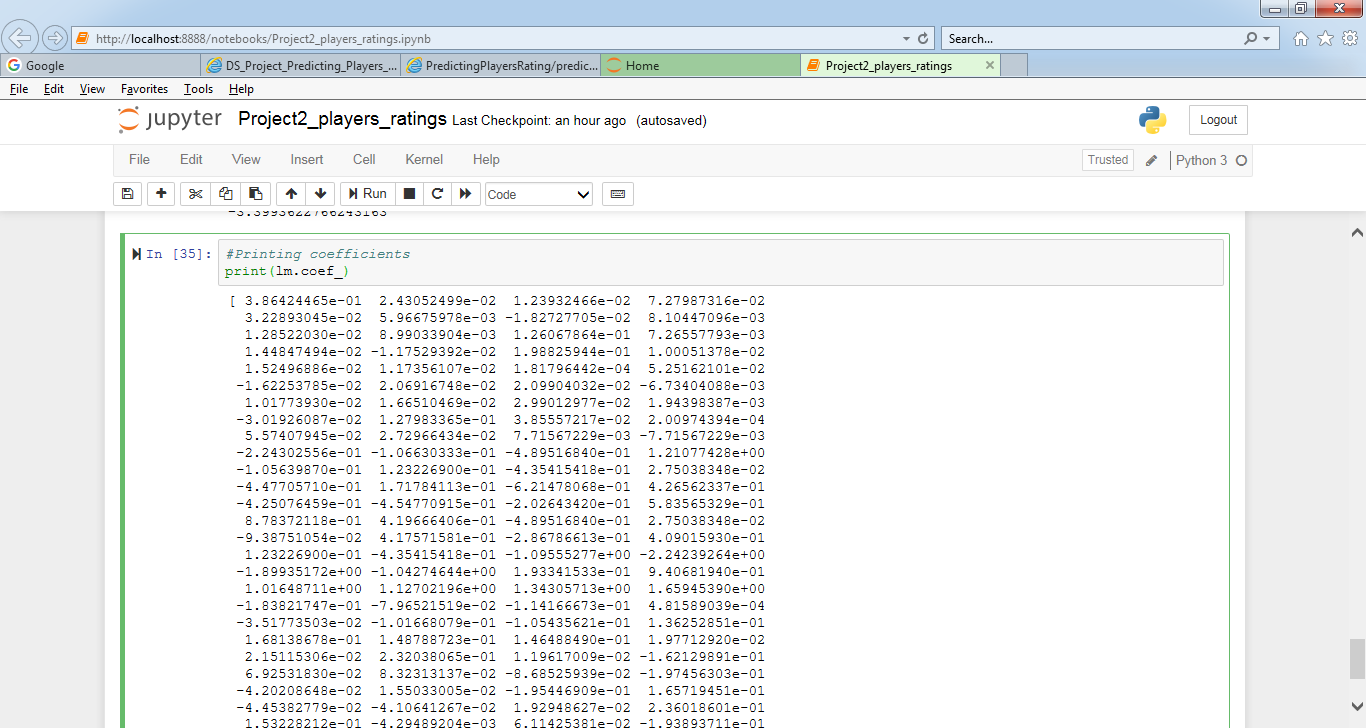 http://localhost:8888/notebooks/Project2_players_ratings.ipynb
Search...
Google
DS_Project_Predicting_Players_...
PredictingPlayersRating/predic...
Home
Project2_players_ratings
File Edit View Favorites Tools Help
jupyter Project2_players_ratings Last Checkpoint: an hour ago (autosaved)
Logout
File Edit View Insert Cell Kernel Help
Trusted
Python 3
Run
Code
-3.3993622766243163
In [35]:
#Printing coefficients
print(lm.coef_)
[ 3.86424465e-01 2.43052499e-02 1.23932466e-02 7.27987316e-02
3.22893045e-02 5.96675978e-03 -1.82727705e-02 8.10447096e-03
1.28522030e-02 8.99033904e-03 1.26067864e-01 7.26557793e-03
1.44847494e-02 -1.17529392e-02 1.98825944e-01 1.00051378e-02
1.52496886e-02 1.17356107e-02 1.81796442e-04 5.25162101e-02
-1.62253785e-02 2.06916748e-02 2.09904032e-02 -6.73404088e-03
1.01773930e-02 1.66510469e-02 2.99012977e-02 1.94398387e-03
-3.01926087e-02 1.27983365e-01 3.85557217e-02 2.00974394e-04
5.57407945e-02 2.72966434e-02 7.71567229e-03 -7.71567229e-03
-2.24302556e-01 -1.06630333e-01 -4.89516840e-01 1.21077428e+00
-1.05639870e-01 1.23226900e-01 -4.35415418e-01 2.75038348e-02
-4.47705710e-01 1.71784113e-01 -6.21478068e-01 4.26562337e-01
-4.25076459e-01 -4.54770915e-01 -2.02643420e-01 5.83565329e-01
8.78372118e-01 4.19666406e-01 -4.89516840e-01 2.75038348e-02
-9.38751054e-02 4.17571581e-01 -2.86786613e-01 4.09015930e-01
1.23226900e-01 -4.35415418e-01 -1.09555277e+00 -2.24239264e+00
-1.89935172e+00 -1.04274644e+00 1.93341533e-01 9.40681940e-01
1.01648711e+00 1.12702196e+00 1.34305713e+00 1.65945390e+00
-1.83821747e-01 -7.96521519e-02 -1.14166673e-01 4.81589039e-04
-3.51773503e-02 -1.01668079e-01 -1.05435621e-01 1.36252851e-01
1.68138678e-01 1.48788723e-01 1.46488490e-01 1.97712920e-02
2.15115306e-02 2.32038065e-01 1.19617009e-02 -1.62129891e-01
6.92531830e-02 8.32313137e-02 -8.68525939e-02 -1.97456303e-01
-4.20208648e-02 1.55033005e-02 -1.95446909e-01 1.65719451e-01
-4.45382779e-02 -4.10641267e-02 1.92948627e-02 2.36018601e-01
1.53228212e-01 -4.29489204e-03 6.11425381e-02 -1.93893711e-01